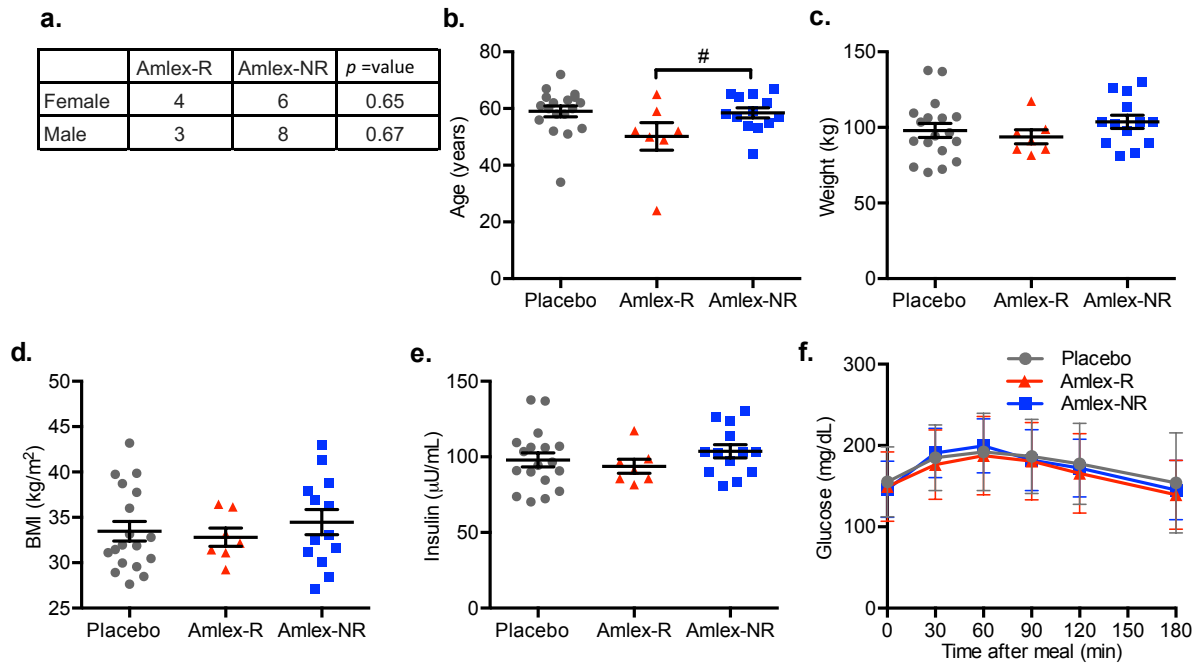 a.
Amlex-R Amlex-NR p =value
Female 4 6 0.65
Male 3 8 0.67
b.
#
80
60
40
20
0
Age (years)
Placebo Amlex-R Amlex-NR
c.
150
100
50
0
Weight (kg)
Placebo Amlex-R Amlex-NR
d.
50
45
40
35
30
25
BMI (kg/m²)
Placebo Amlex-R Amlex-NR
e.
150
100
50
0
Insulin (µU/mL)
Placebo Amlex-R Amlex-NR
f.
Placebo
Amlex-R
Amlex-NR
300
200
100
0
Glucose (mg/dL)
0 30 60 90 120 180
Time after meal (min)